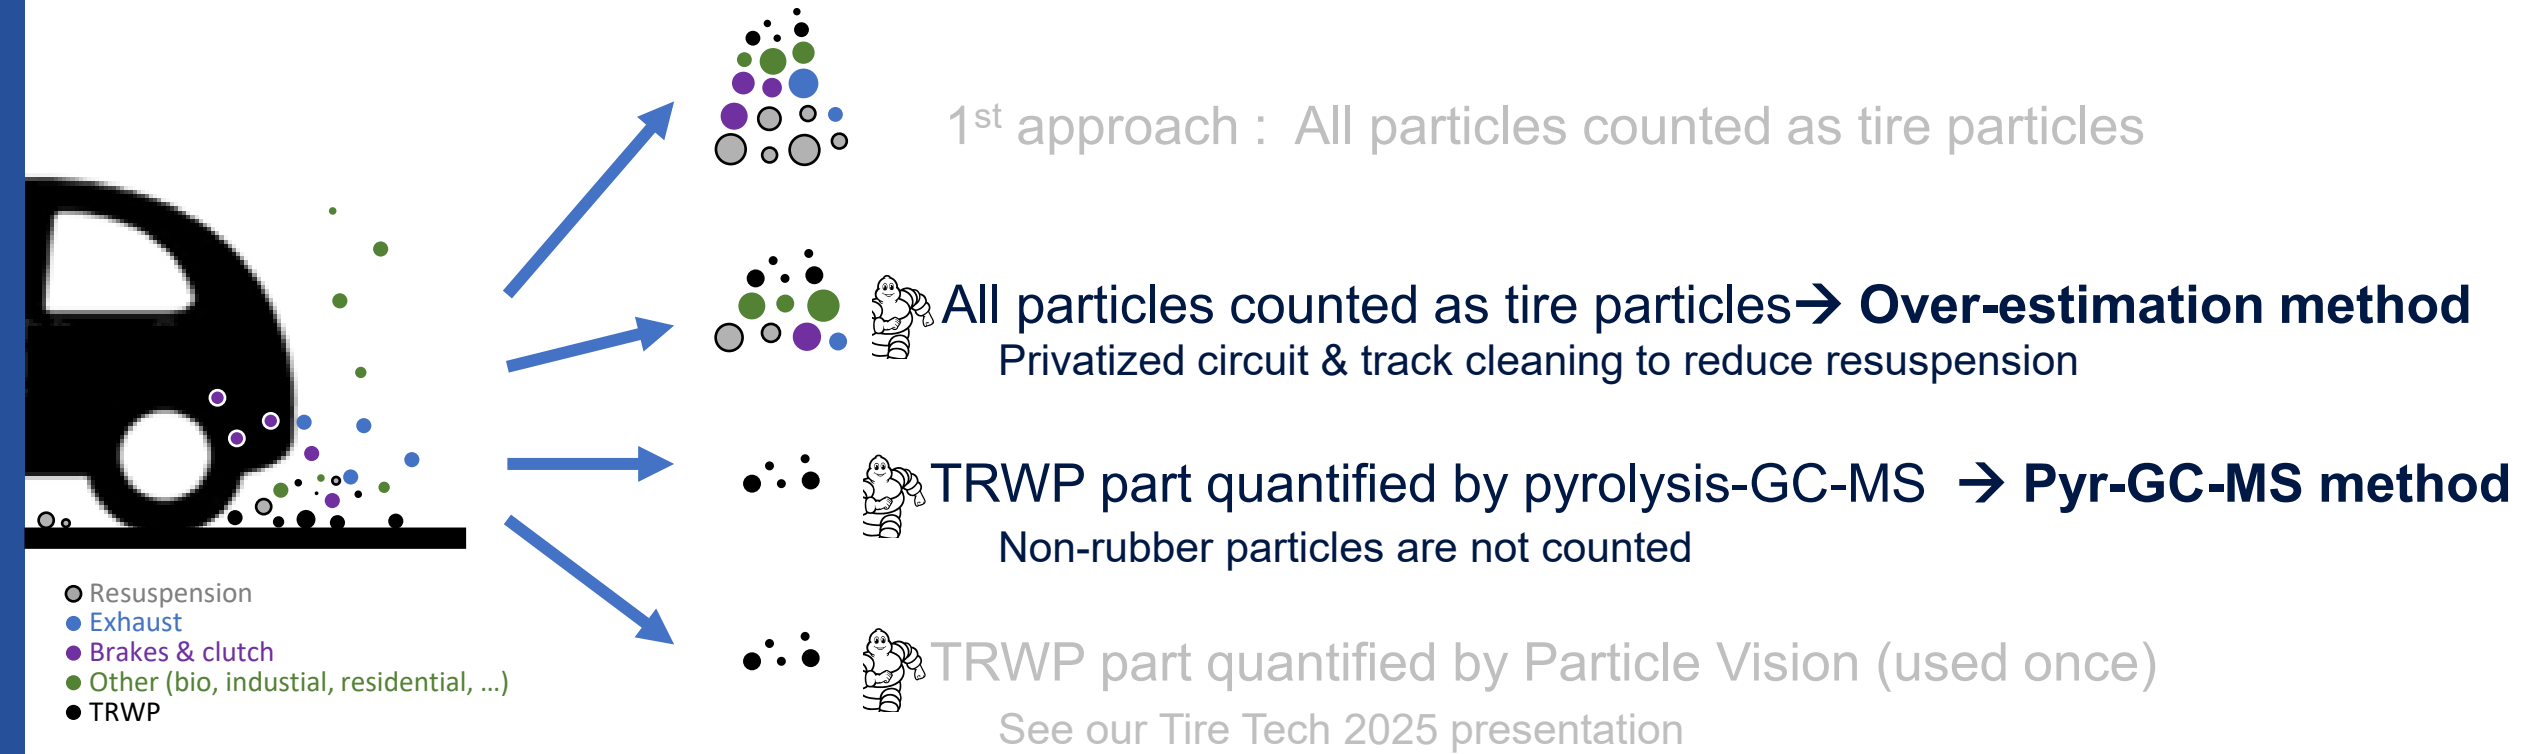 1st approach :  All particles counted as tire particles
All particles counted as tire particles→ Over-estimation method
Privatized circuit & track cleaning to reduce resuspension
TRWP part quantified by pyrolysis-GC-MS → Pyr-GC-MS method
Non-rubber particles are not counted
TRWP part quantified by Particle Vision (used once)
See our Tire Tech 2025 presentation
Resuspension
Exhaust
Brakes & clutch
Other (bio, industial, residential, ...)
TRWP